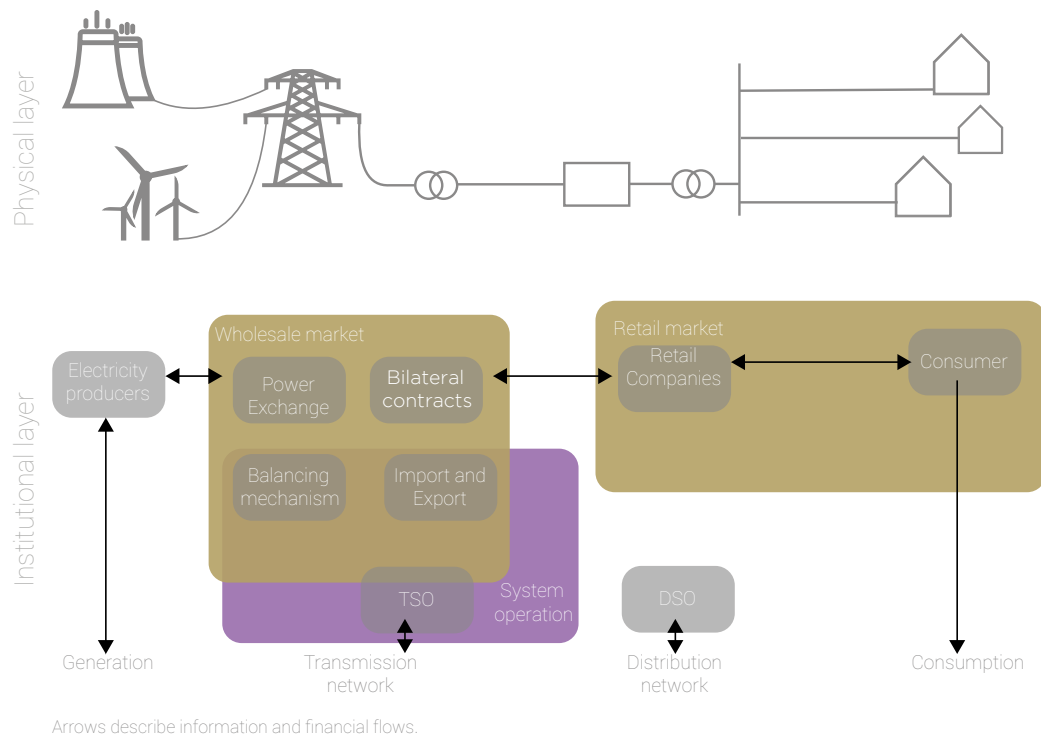 Physical layer
Institutional layer
Wholesale market
Retail market
Electricity
producers
Power
Exchange
Bilateral
contracts
Retail
Companies
Consumer
Balancing
mechanism
Import and
Export
TSO
System
operation
DSO
Generation
Transmission
network
Distribution
network
Consumption
Arrows describe information and financial flows.